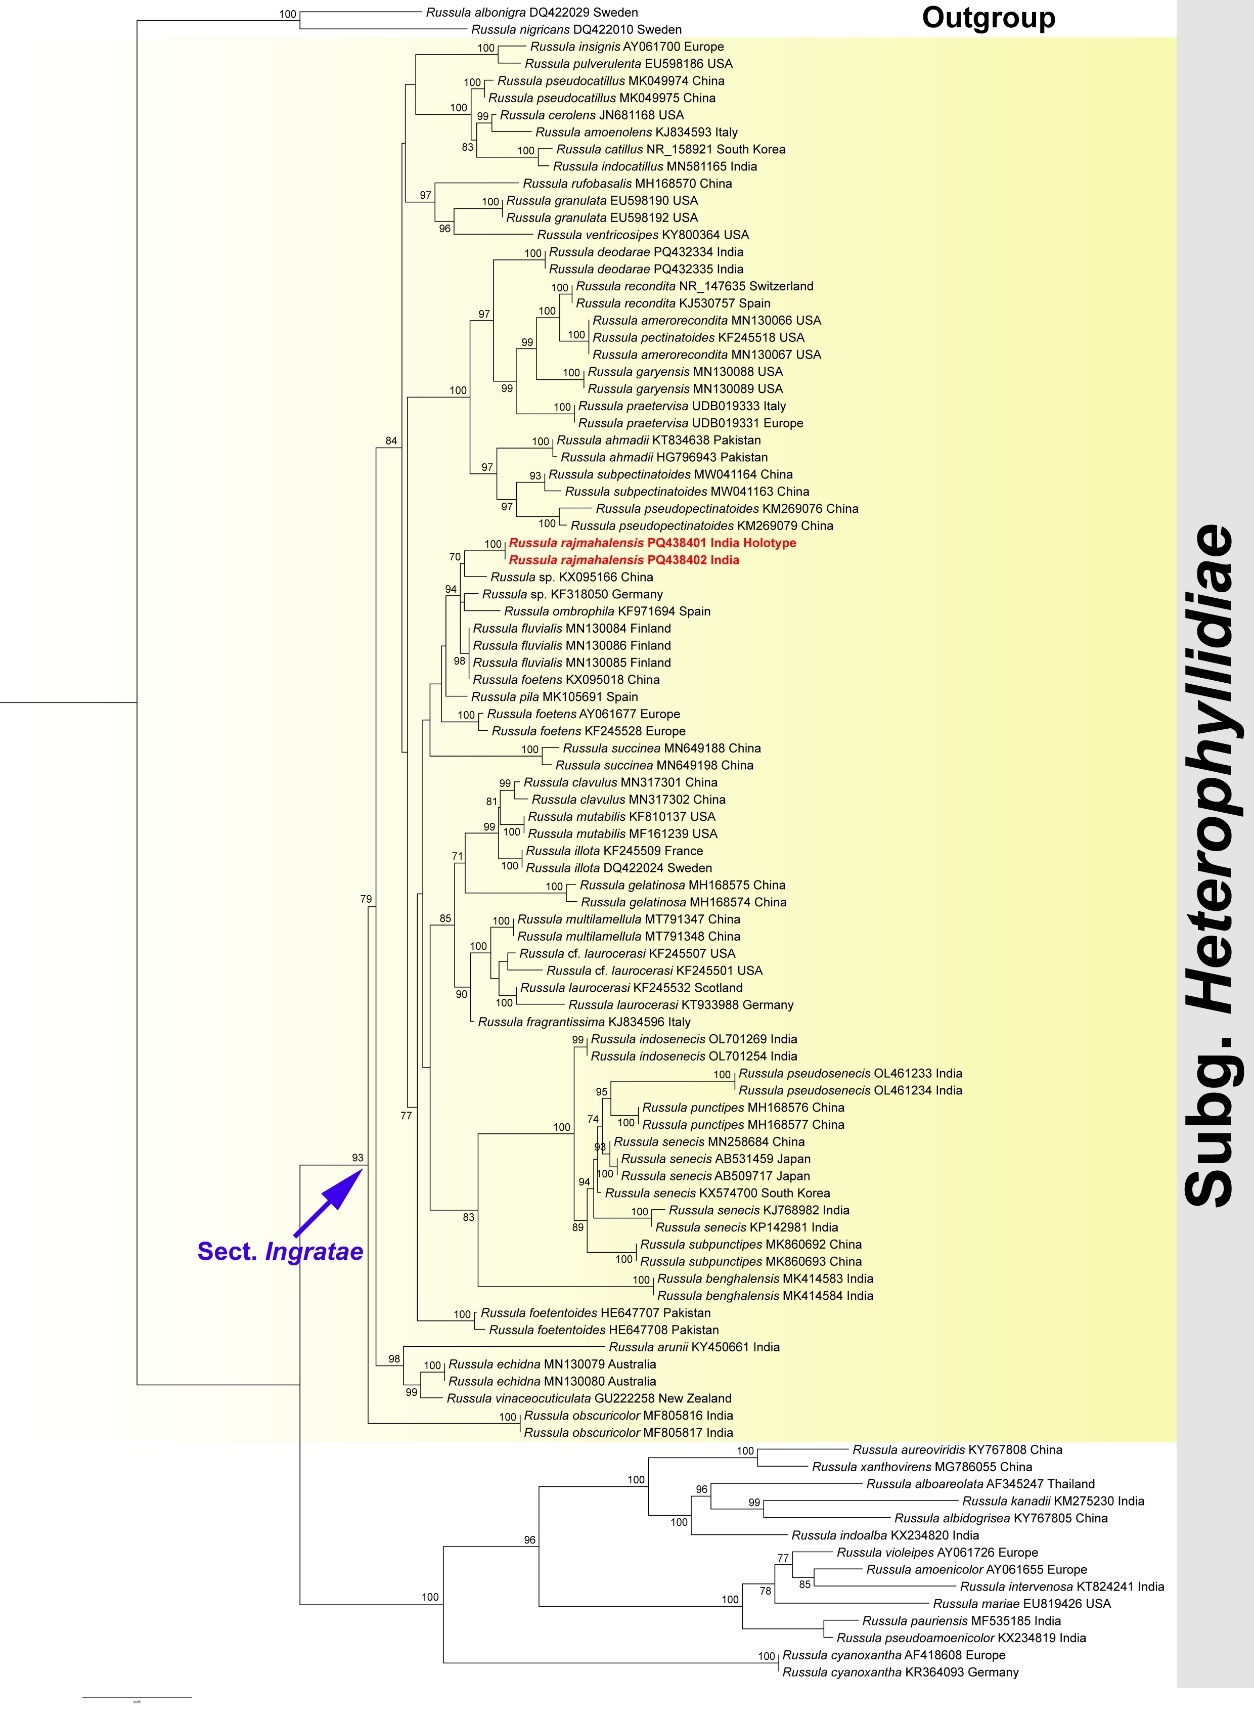 Outgroup
100
Russula albonigra DQ422029 Sweden
Russula nigricans DQ422010 Sweden
100
Russula insignis AY061700 Europe
Russula pulverulenta EU598186 USA
100
Russula pseudocatillus MK049974 China
Russula pseudocatillus MK049975 China
100
99
Russula cerolens JN681168 USA
Russula amoenolens KJ834593 Italy
83
100
Russula catillus NR_158921 South Korea
Russula indocatillus MN581165 India
97
Russula rufobasalis MH168570 China
100
Russula granulata EU598190 USA
Russula granulata EU598192 USA
96
Russula ventricosipes KY800364 USA
100
Russula deodarae PQ432334 India
Russula deodarae PQ432335 India
100
Russula recondita NR_147635 Switzerland
Russula recondita KJ530757 Spain
97
100
Russula amerorecondita MN130066 USA
100
Russula pectinatoides KF245518 USA
99
Russula amerorecondita MN130067 USA
100
Russula garyensis MN130088 USA
99
Russula garyensis MN130089 USA
100
100
Russula praetervisa UDB019333 Italy
Russula praetervisa UDB019331 Europe
84
100
Russula ahmadii KT834638 Pakistan
Russula ahmadii HG796943 Pakistan
97
93
Russula subpectinatoides MW041164 China
Russula subpectinatoides MW041163 China
97
Russula pseudopectinatoides KM269076 China
100
Russula pseudopectinatoides KM269079 China
100
Russula rajmahalensis PQ438401 India Holotype
70
Russula rajmahalensis PQ438402 India
Russula sp. KX095166 China
94
Russula sp. KF318050 Germany
Russula ombrophila KF971694 Spain
Russula fluvialis MN130084 Finland
Russula fluvialis MN130086 Finland
98
Russula fluvialis MN130085 Finland
Russula foetens KX095018 China
Russula pila MK105691 Spain
100
Russula foetens AY061677 Europe
Russula foetens KF245528 Europe
100
Russula succinea MN649188 China
Russula succinea MN649198 China
99
Russula clavulus MN317301 China
81
Russula clavulus MN317302 China
Russula mutabilis KF810137 USA
99
100
Russula mutabilis MF161239 USA
Russula illota KF245509 France
71
100
Russula illota DQ422024 Sweden
100
Russula gelatinosa MH168575 China
Russula gelatinosa MH168574 China
79
85
100
Russula multilamellula MT791347 China
Russula multilamellula MT791348 China
100
Russula cf. laurocerasi KF245507 USA
Russula cf. laurocerasi KF245501 USA
90
Russula laurocerasi KF245532 Scotland
100
Russula laurocerasi KT933988 Germany
Russula fragrantissima KJ834596 Italy
99
Russula indosenecis OL701269 India
Russula indosenecis OL701254 India
100
Russula pseudosenecis OL461233 India
95
Russula pseudosenecis OL461234 India
77
Russula punctipes MH168576 China
74
100
Russula punctipes MH168577 China
100
93
Russula senecis MN258684 China
93
Russula senecis AB531459 Japan
100
Russula senecis AB509717 Japan
94
Russula senecis KX574700 South Korea
83
100
Russula senecis KJ768982 India
89
Russula senecis KP142981 India
Russula subpunctipes MK860692 China
100
Russula subpunctipes MK860693 China
Sect. Ingratae
100
Russula benghalensis MK414583 India
Russula benghalensis MK414584 India
100
Russula foetentoides HE647707 Pakistan
Russula foetentoides HE647708 Pakistan
98
Russula arunii KY450661 India
100
Russula echidna MN130079 Australia
99
Russula echidna MN130080 Australia
Russula vinaceocuticulata GU222258 New Zealand
100
Russula obscuricolor MF805816 India
Russula obscuricolor MF805817 India
100
Russula aureoviridis KY767808 China
Russula xanthovirens MG786055 China
100
96
Russula alboareolata AF345247 Thailand
99
Russula kanadii KM275230 India
100
Russula albidogrisea KY767805 China
96
Russula indoalba KX234820 India
77
Russula violeipes AY061726 Europe
Russula amoenicolor AY061655 Europe
78
85
Russula intervenosa KT824241 India
100
100
Russula mariae EU819426 USA
Russula pauriensis MF535185 India
Russula pseudoamoenicolor KX234819 India
100
Russula cyanoxantha AF418608 Europe
Russula cyanoxantha KR364093 Germany
Subg. Heterophyllidiae